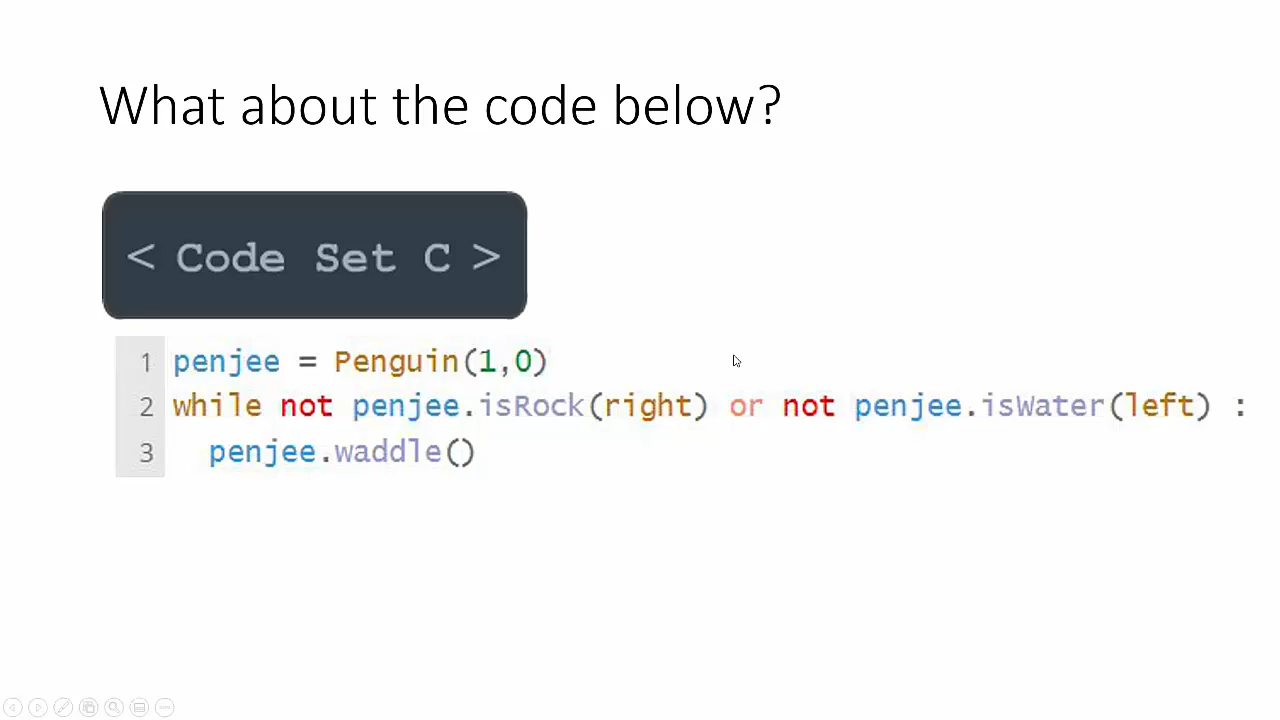 What about the code below?
< Code Set C >
1 penjee = Penguin(1,0)
2 while not penjee.isRock(right) or not penjee.isWater(left) :
3 penjee.waddle()